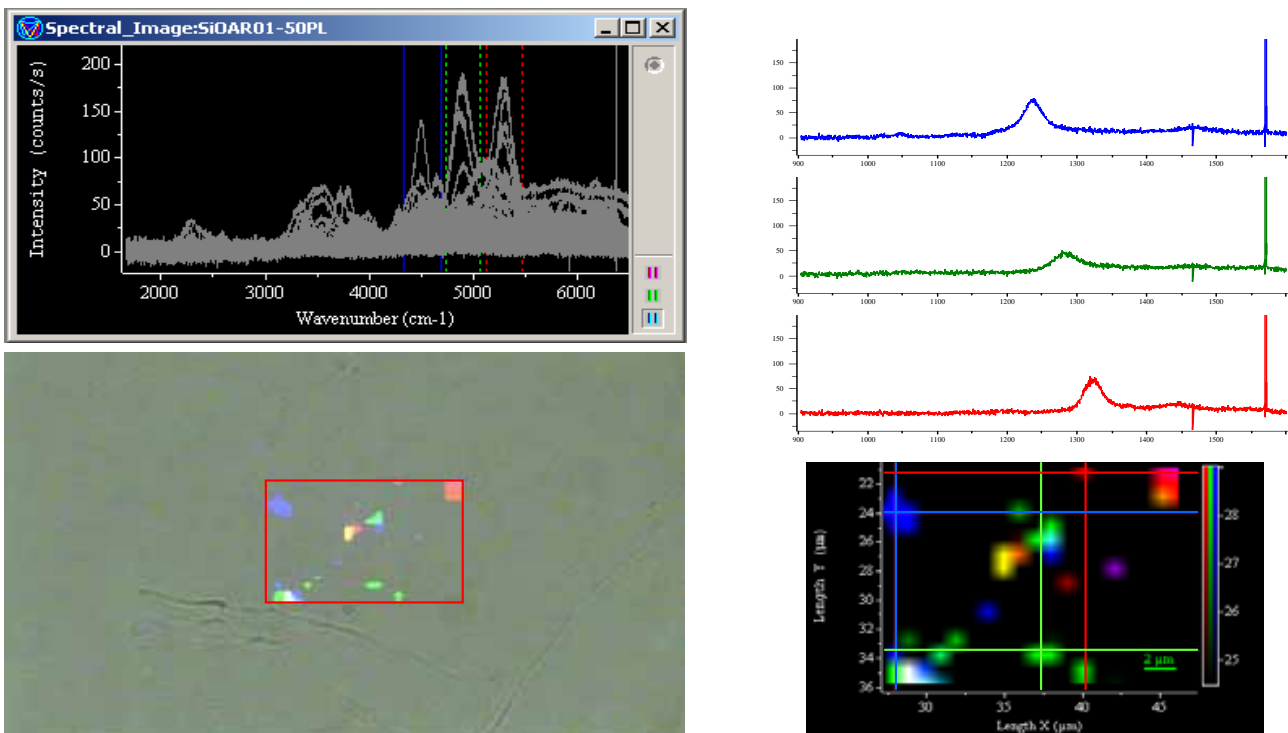 Spectral_Image:SiOAR01-50PL
Intensity (counts/s)
200
150
100
50
0
2000 3000 4000 5000 6000
Wavenumber (cm-1)
150
100
50
0
900 1000 1100 1200 1300 1400 1500
150
100
50
0
900 1000 1100 1200 1300 1400 1500
150
100
50
0
900 1000 1100 1200 1300 1400 1500
Length Y (µm)
22
24
26
28
30
32
34
36
30 35 40 45
Length X (µm)
2 µm
28
27
26
25